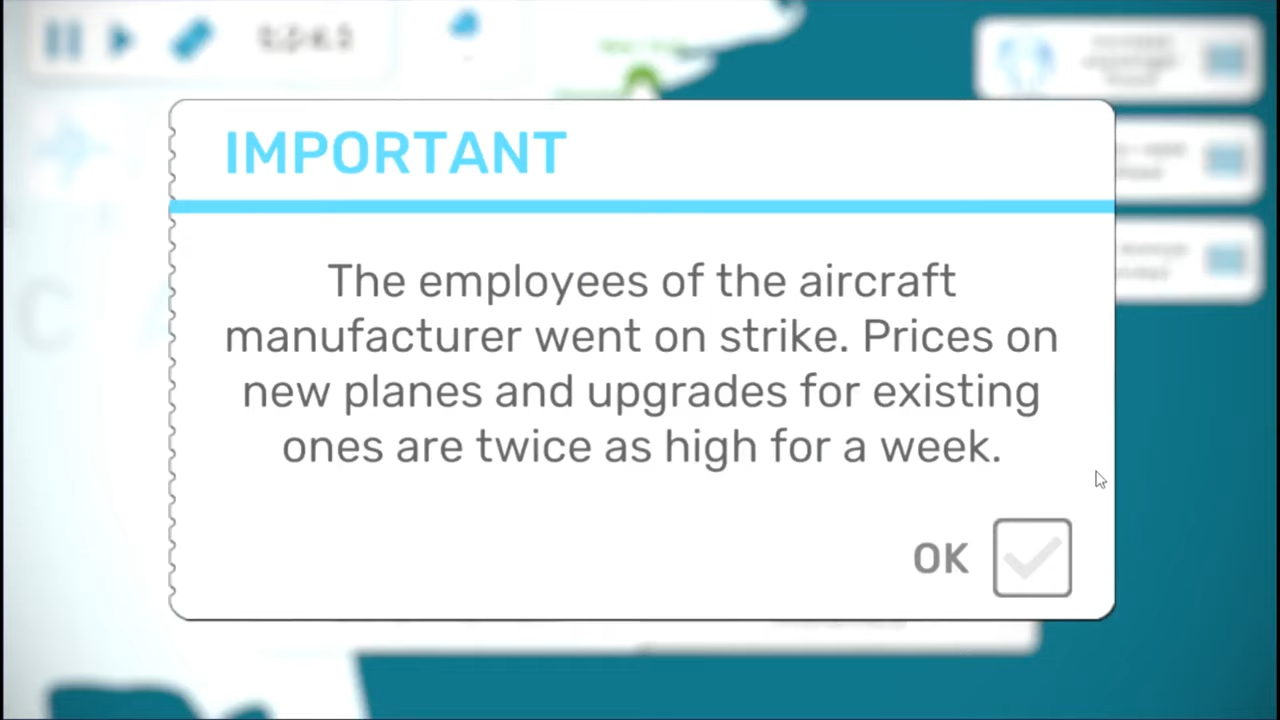 IMPORTANT
The employees of the aircraft
manufacturer went on strike. Prices on
new planes and upgrades for existing
ones are twice as high for a week.
OK